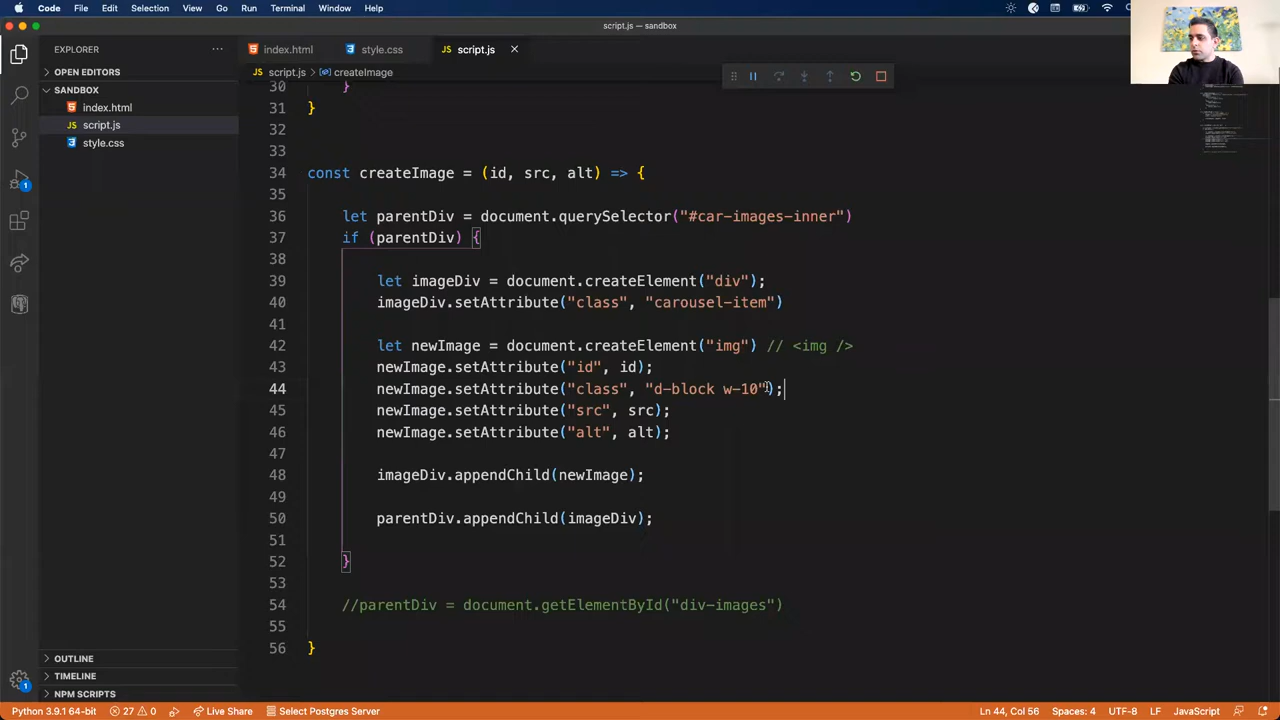 Code File Edit Selection View Go Run Terminal Window Help
script.js — sandbox
EXPLORER
index.html
style.css
script.js
OPEN EDITORS
JS script.js > createImage
SANDBOX
index.html
JS script.js
style.css
30 }
31 }
32
33
34 const createImage = (id, src, alt) => {
35
36 let parentDiv = document.querySelector("#car-images-inner")
37 if (parentDiv) {
38
39 let imageDiv = document.createElement("div");
40 imageDiv.setAttribute("class", "carousel-item")
41
42 let newImage = document.createElement("img") // <img />
43 newImage.setAttribute("id", id);
44 newImage.setAttribute("class", "d-block w-10");
45 newImage.setAttribute("src", src);
46 newImage.setAttribute("alt", alt);
47
48 imageDiv.appendChild(newImage);
49
50 parentDiv.appendChild(imageDiv);
51
52 }
53
54 //parentDiv = document.getElementById("div-images")
55
56 }
OUTLINE
TIMELINE
NPM SCRIPTS
1
1
Python 3.9.1 64-bit 27 0 Live Share Select Postgres Server Ln 44, Col 56 Spaces: 4 UTF-8 LF JavaScript